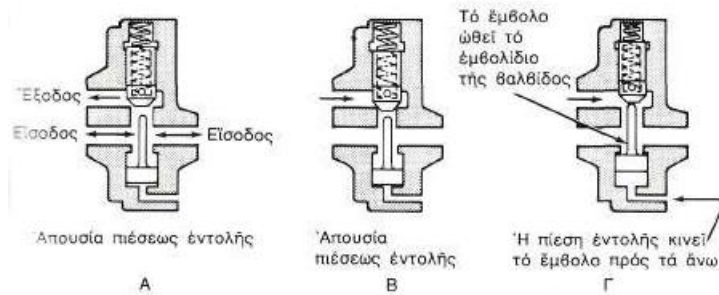 Τό ἔμβολο
ὠθεῖ τό
ἐμβολίδιο
τῆς βαλβίδος
Ἔξοδος
Εἴσοδος
Εἴσοδος
Ἀπουσία πιέσεως ἐντολῆς
Α
Ἀπουσία
πιέσεως ἐντολῆς
Β
Ἡ πίεση ἐντολῆς κινεῖ
τό ἔμβολο πρός τά ἄνω
Γ